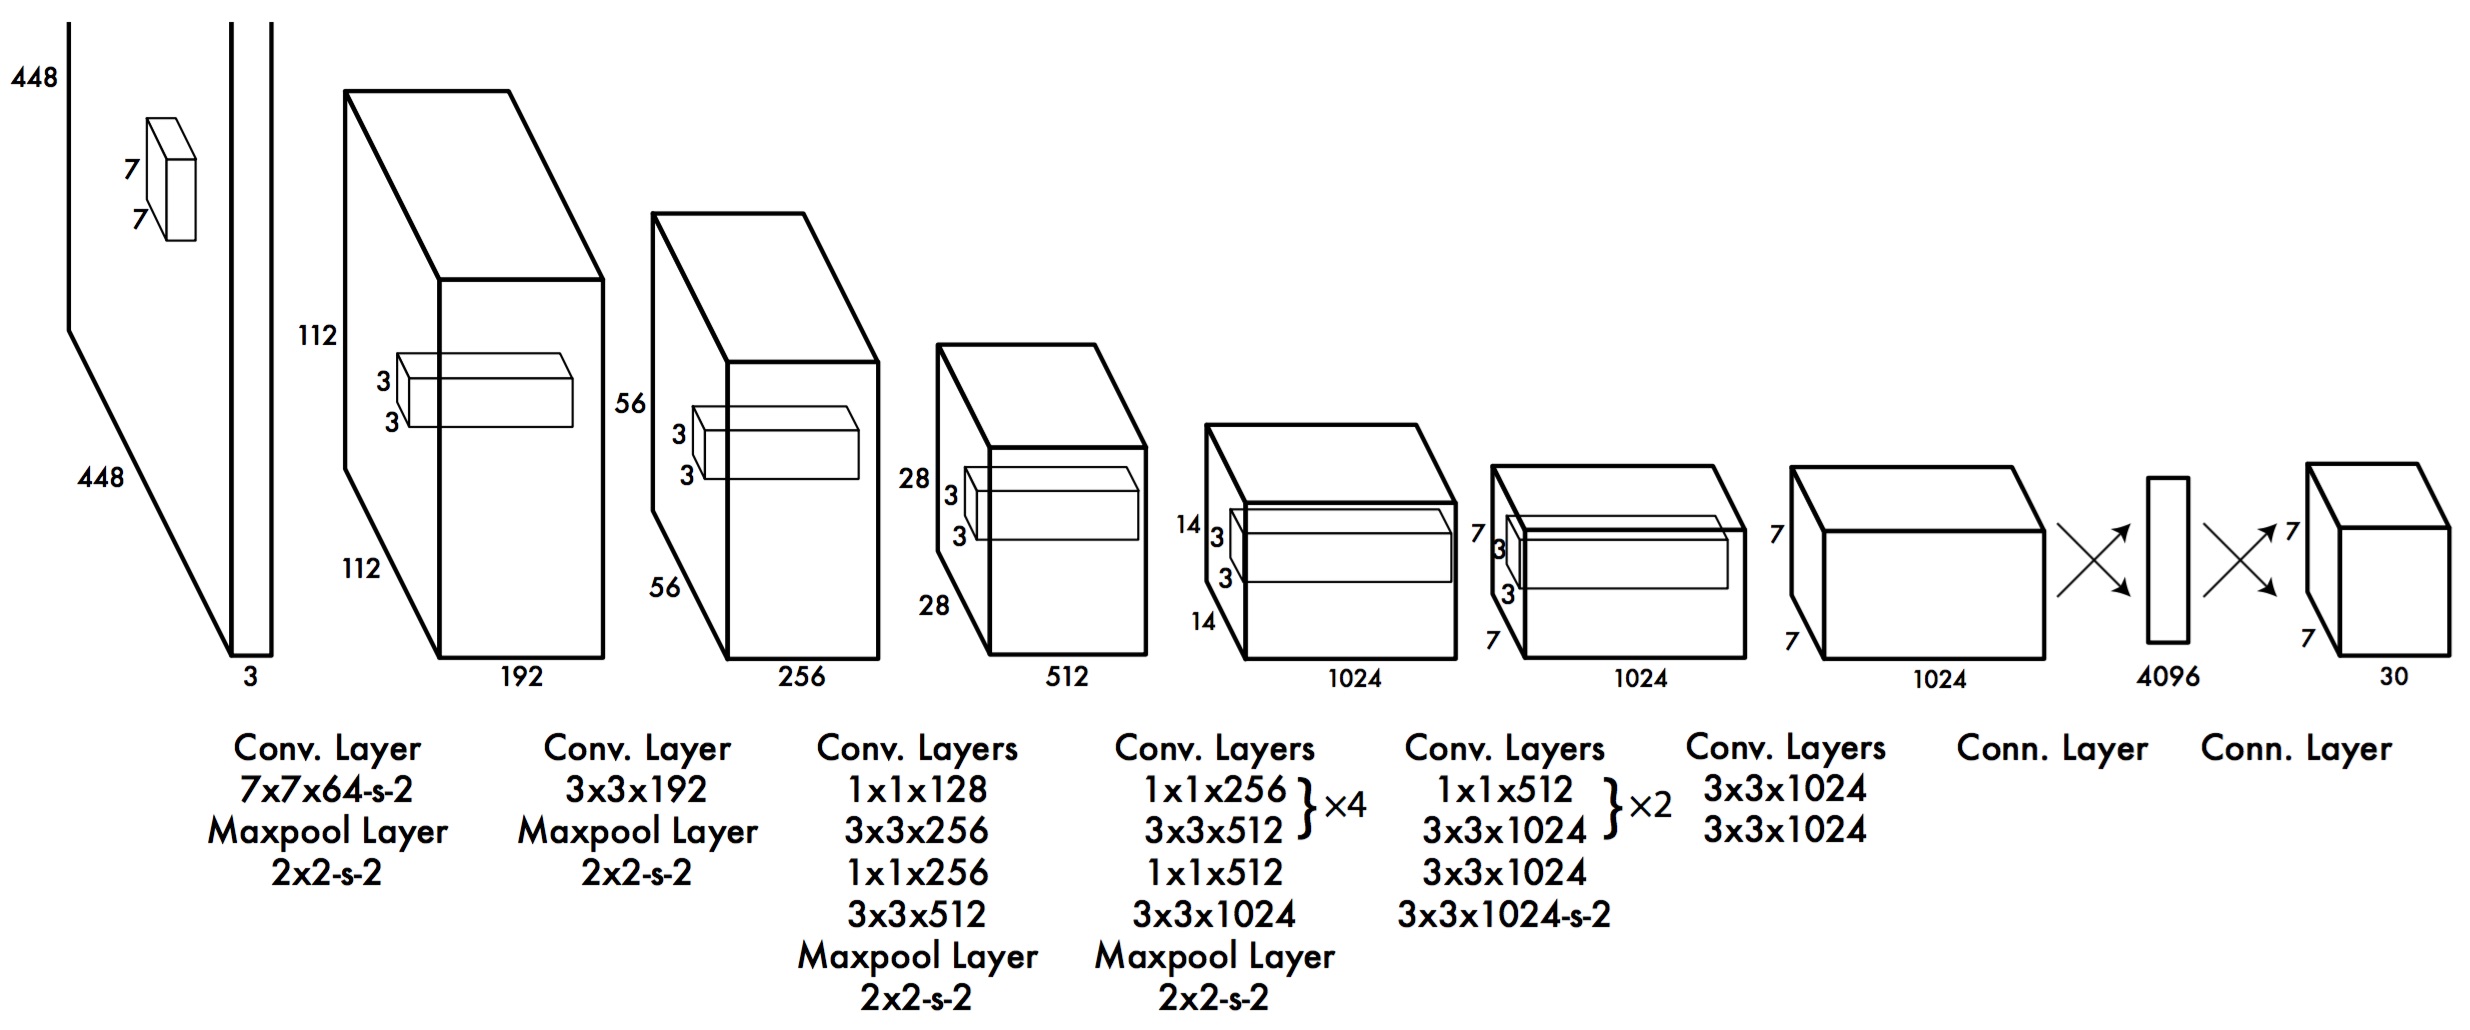 448
7
7
448
3
112
3
3
112
192
56
3
3
56
256
28
3
3
28
512
14
3
3
14
1024
7
3
3
7
1024
7
7
1024
4096
7
7
30
Conv. Layer
7x7x64-s-2
Maxpool Layer
2x2-s-2
Conv. Layer
3x3x192
Maxpool Layer
2x2-s-2
Conv. Layers
1x1x128
3x3x256
1x1x256
3x3x512
Maxpool Layer
2x2-s-2
Conv. Layers
1x1x256
3x3x512
} ×4
1x1x512
3x3x1024
Maxpool Layer
2x2-s-2
Conv. Layers
1x1x512
3x3x1024
} ×2
3x3x1024
3x3x1024-s-2
Conv. Layers
3x3x1024
3x3x1024
Conn. Layer
Conn. Layer